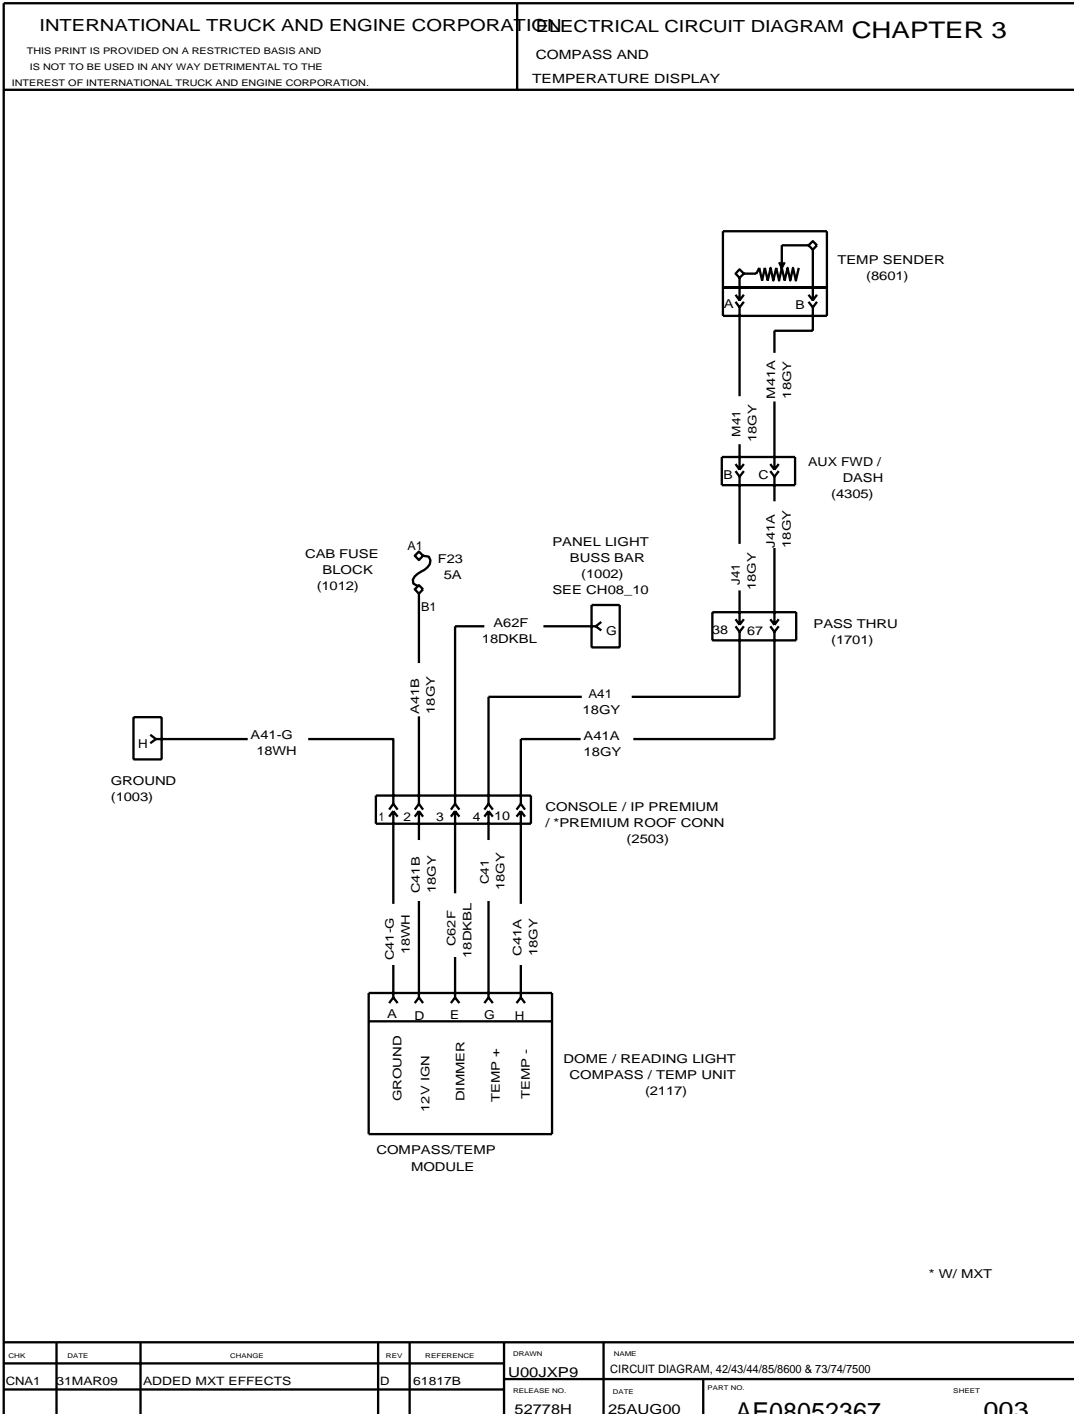 INTERNATIONAL TRUCK AND ENGINE CORPORATION
THIS PRINT IS PROVIDED ON A RESTRICTED BASIS AND
IS NOT TO BE USED IN ANY WAY DETRIMENTAL TO THE
INTEREST OF INTERNATIONAL TRUCK AND ENGINE CORPORATION.
ELECTRICAL CIRCUIT DIAGRAM CHAPTER 3
COMPASS AND
TEMPERATURE DISPLAY
TEMP SENDER
(8601)
A B
M41A
18GY
M41
18GY
AUX FWD /
DASH
(4305)
B C
J41A
18GY
J41
18GY
CAB FUSE
BLOCK
(1012)
A1
F23
5A
B1
PANEL LIGHT
BUSS BAR
(1002)
SEE CH08_10
G
A62F
18DKBL
38 67
PASS THRU
(1701)
A41B
18GY
A41
18GY
A41A
18GY
H
A41-G
18WH
GROUND
(1003)
1 2 3 4 10
CONSOLE / IP PREMIUM
/ *PREMIUM ROOF CONN
(2503)
C41-G
18WH
C41B
18GY
C62F
18DKBL
C41
18GY
C41A
18GY
A D E G H
GROUND
12V IGN
DIMMER
TEMP +
TEMP -
DOME / READING LIGHT
COMPASS / TEMP UNIT
(2117)
COMPASS/TEMP
MODULE
* W/ MXT
CHK DATE CHANGE REV REFERENCE
CNA1 31MAR09 ADDED MXT EFFECTS D 61817B
DRAWN
U00JXP9
NAME
CIRCUIT DIAGRAM, 42/43/44/85/8600 & 73/74/7500
RELEASE NO.
52778H
DATE
25AUG00
PART NO.
AE08052367
SHEET
003